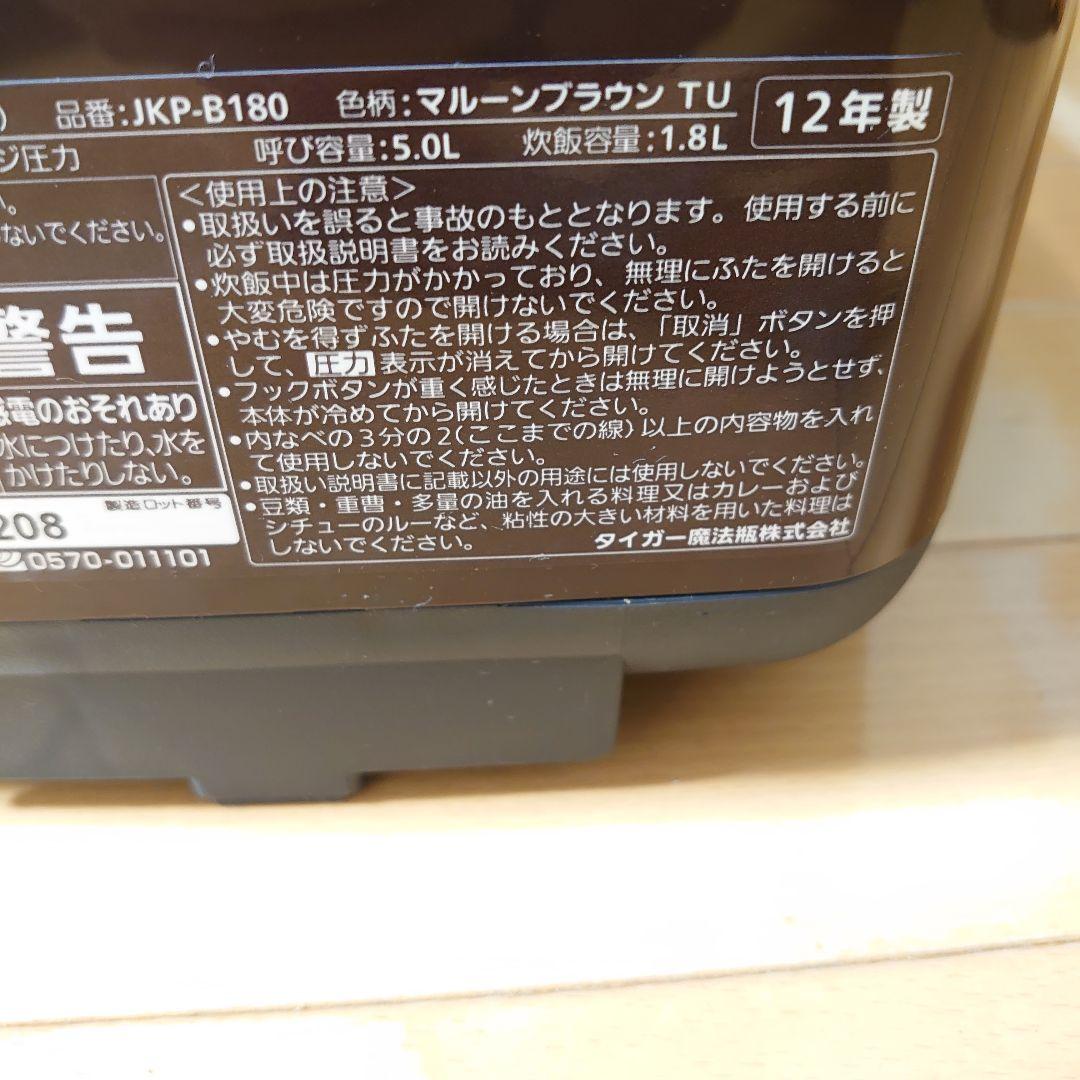 ) 品番:JKP-B180 色柄:マルーンブラウン TU 12年製
ジ圧力 呼び容量:5.0L 炊飯容量:1.8L
い。
ないでください。
警告
感電のおそれあり
水につけたり、水を
かけたりしない。
製造ロット番号
208
0570-011101
<使用上の注意>
•取扱いを誤ると事故のもととなります。使用する前に
必ず取扱説明書をお読みください。
•炊飯中は圧力がかかっており、無理にふたを開けると
大変危険ですので開けないでください。
•やむを得ずふたを開ける場合は、「取消」ボタンを押
して、圧力表示が消えてから開けてください。
•フックボタンが重く感じたときは無理に開けようとせず、
本体が冷めてから開けてください。
•内なべの3分の2(ここまでの線)以上の内容物を入れ
て使用しないでください。
•取扱い説明書に記載以外の用途には使用しないでください。
•豆類・重曹・多量の油を入れる料理又はカレーおよび
シチューのルーなど、粘性の大きい材料を用いた料理は
しないでください。
タイガー魔法瓶株式会社